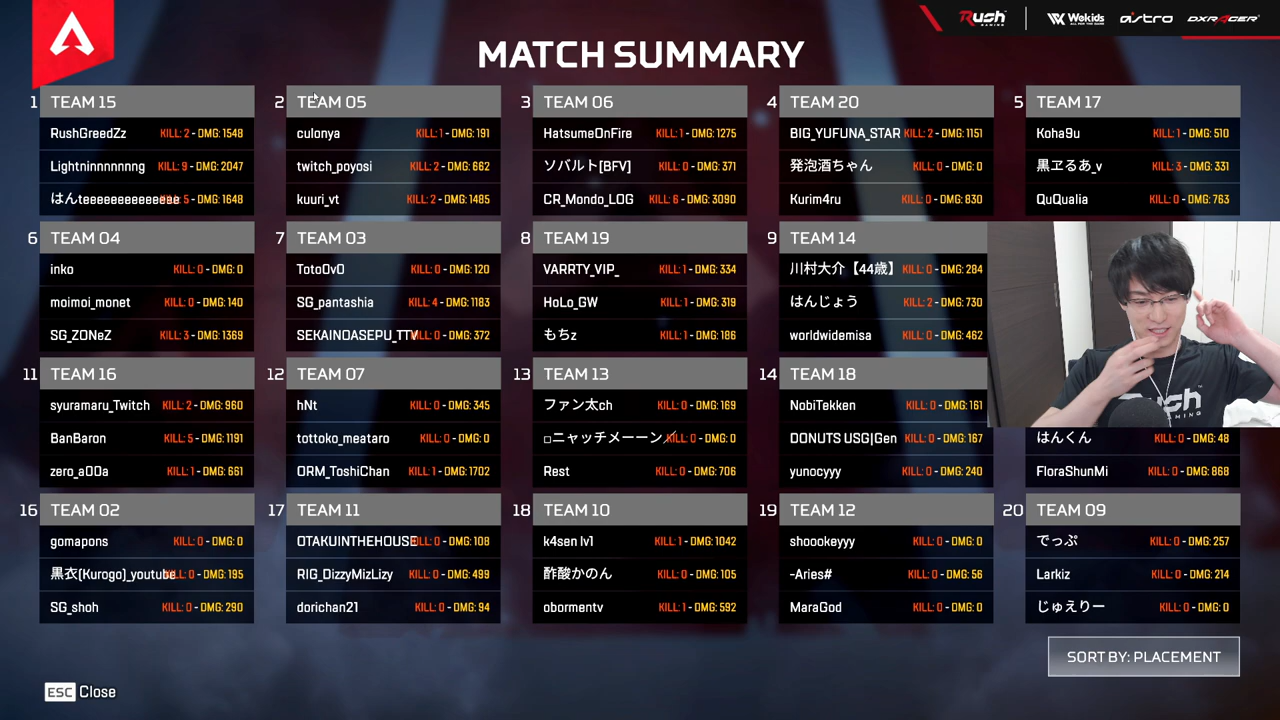 Rush GAMING
Wekids
astro
DXRACER
MATCH SUMMARY
1 TEAM 15
RushGreedZz KILL: 2 - DMG: 1548
Lightninnnnnnng KILL: 9 - DMG: 2047
5 - DMG: 1648
2 TEAM 05
culonya KILL: 1 - DMG: 191
twitch_poyosi KILL: 2 - DMG: 662
kuuri_vt KILL: 2 - DMG: 1485
3 TEAM 06
HatsumeOnFire KILL: 1 - DMG: 1275
ソバルト[BFV] KILL: 0 - DMG: 371
CR_Mondo_LOG KILL: 6 - DMG: 3090
4 TEAM 20
BIG_YUFUNA_STAR KILL: 2 - DMG: 1151
発泡酒ちゃん KILL: 0 - DMG: 0
Kurim4ru KILL: 0 - DMG: 830
5 TEAM 17
Koha9u KILL: 1 - DMG: 510
黒ヱるあ_v KILL: 3 - DMG: 331
QuQualia KILL: 0 - DMG: 763
6 TEAM 04
inko KILL: 0 - DMG: 0
moimoi_monet KILL: 0 - DMG: 140
SG_ZONeZ KILL: 3 - DMG: 1369
7 TEAM 03
TotoOvO KILL: 0 - DMG: 120
SG_pantashia KILL: 4 - DMG: 1183
SEKAINOASEPU_TTV KILL: 0 - DMG: 372
8 TEAM 19
VARRTY_VIP_ KILL: 1 - DMG: 334
HoLo_GW KILL: 1 - DMG: 319
もちz KILL: 1 - DMG: 186
9 TEAM 14
川村大介【44歳】 KILL: 0 - DMG: 284
はんじょう KILL: 2 - DMG: 730
worldwidemisa KILL: 0 - DMG: 462
11 TEAM 16
syuramaru_Twitch KILL: 2 - DMG: 960
BanBaron KILL: 5 - DMG: 1191
zero_aOOa KILL: 1 - DMG: 661
12 TEAM 07
hNt KILL: 0 - DMG: 345
tottoko_meataro KILL: 0 - DMG: 0
ORM_ToshiChan KILL: 1 - DMG: 1702
13 TEAM 13
ファン太ch KILL: 0 - DMG: 169
□ニャッチメーーン KILL: 0 - DMG: 0
Rest KILL: 0 - DMG: 706
14 TEAM 18
NobiTekken KILL: 0 - DMG: 161
DONUTS USG|Gen KILL: 0 - DMG: 167
yunocyyy KILL: 0 - DMG: 240
はんくん KILL: 0 - DMG: 48
FloraShunMi KILL: 0 - DMG: 868
Rush
GAMING
16 TEAM 02
gomapons KILL: 0 - DMG: 0
黒衣(Kurogo)_youtube KILL: 0 - DMG: 195
SG_shoh KILL: 0 - DMG: 290
17 TEAM 11
OTAKUINTHEHOUSE KILL: 0 - DMG: 108
RIG_DizzyMizLizy KILL: 0 - DMG: 499
dorichan21 KILL: 0 - DMG: 94
18 TEAM 10
k4sen lv1 KILL: 1 - DMG: 1042
酢酸かのん KILL: 0 - DMG: 105
obormentv KILL: 1 - DMG: 592
19 TEAM 12
shoookeyyy KILL: 0 - DMG: 0
-Aries# KILL: 0 - DMG: 56
MaraGod KILL: 0 - DMG: 0
20 TEAM 09
でっぷ KILL: 0 - DMG: 257
Larkiz KILL: 0 - DMG: 214
じゅえりー KILL: 0 - DMG: 0
SORT BY: PLACEMENT
ESC Close